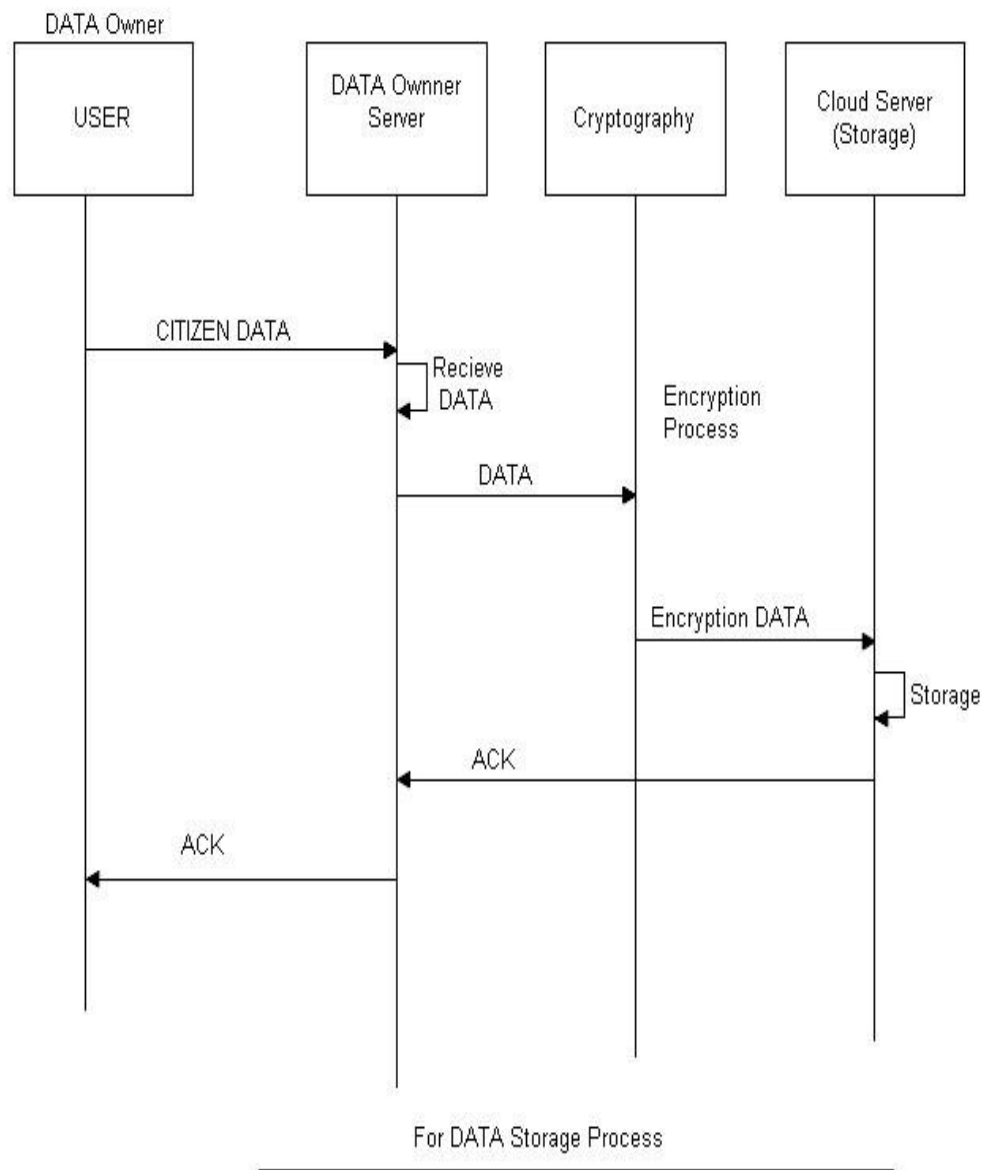 DATA Owner
USER
DATA Ownner
Server
Cryptography
Cloud Server
(Storage)
CITIZEN DATA
Recieve
DATA
Encryption
Process
DATA
Encryption DATA
Storage
ACK
ACK
For DATA Storage Process